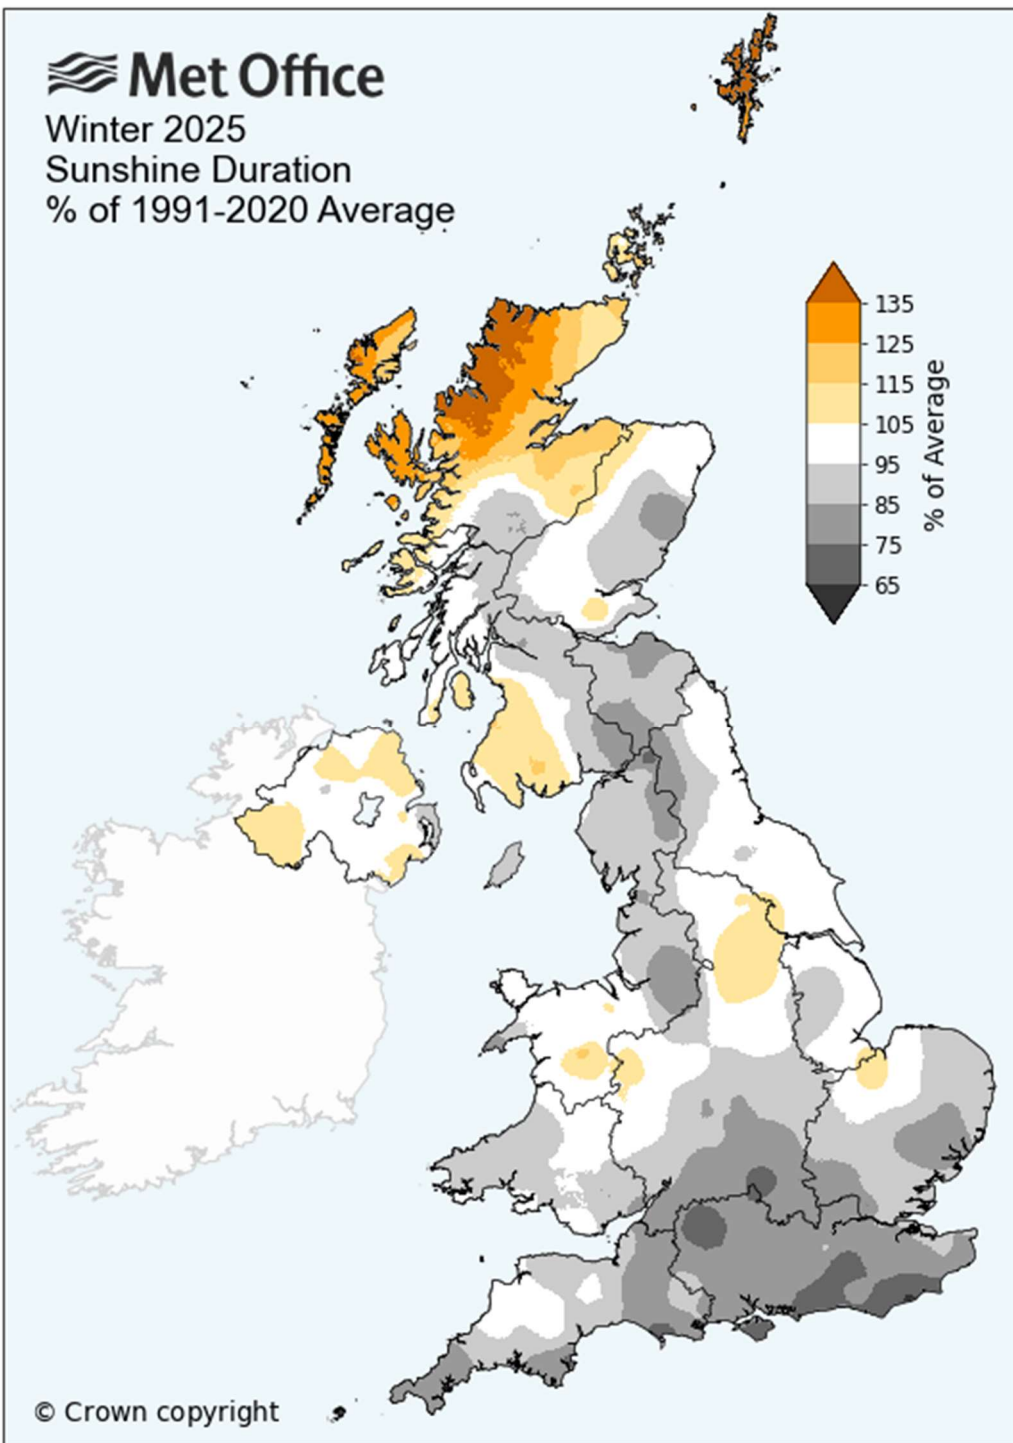 Met Office
Winter 2025
Sunshine Duration
% of 1991-2020 Average
135
125
115
105
95
85
75
65
% of Average
© Crown copyright